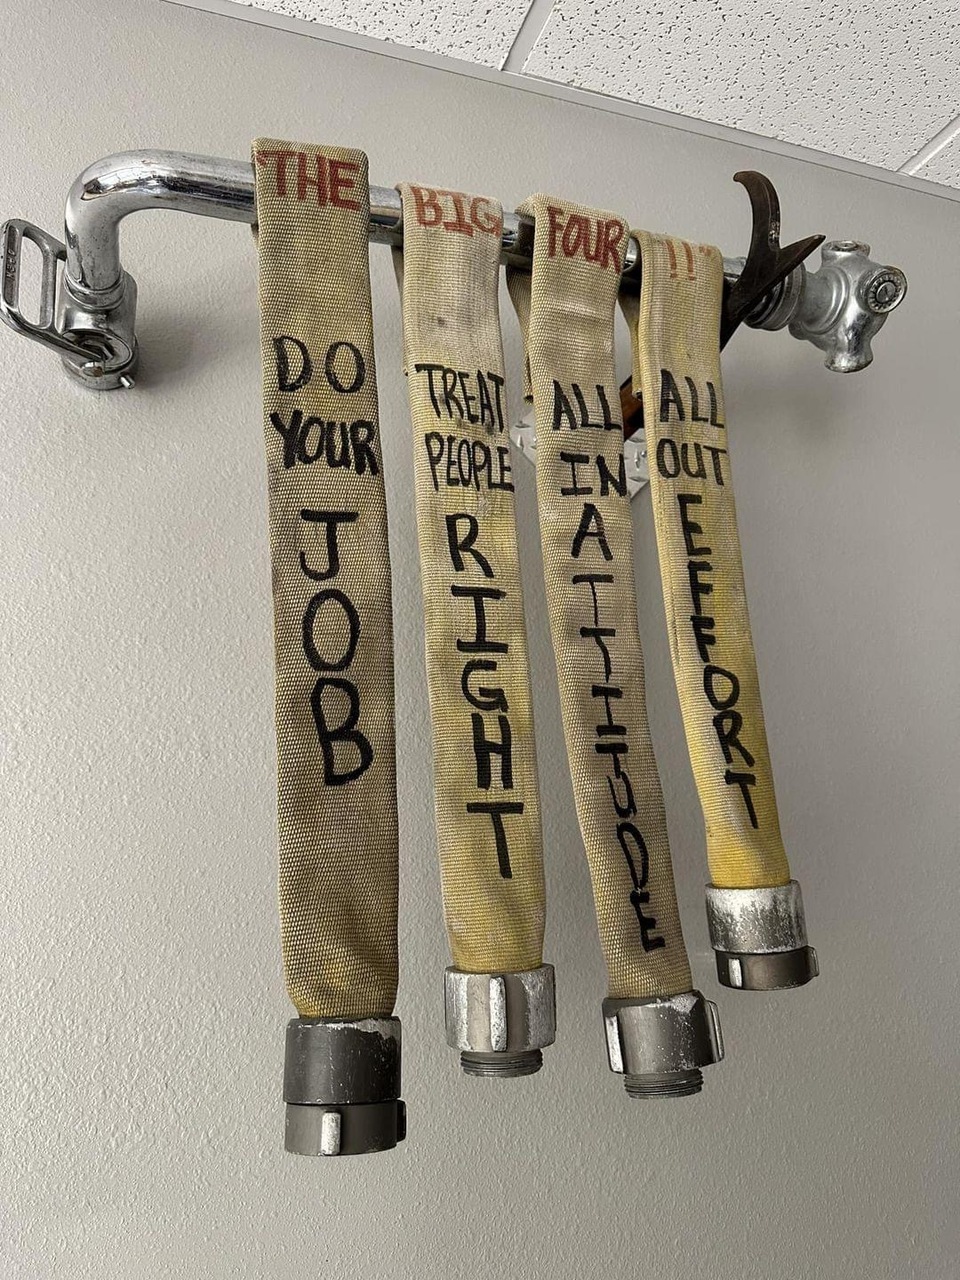 THE BIG FOUR !!"
DO
YOUR
JOB
TREAT
PEOPLE
RIGHT
ALL
IN
ATTITUDE
ALL
OUT
EFFORT